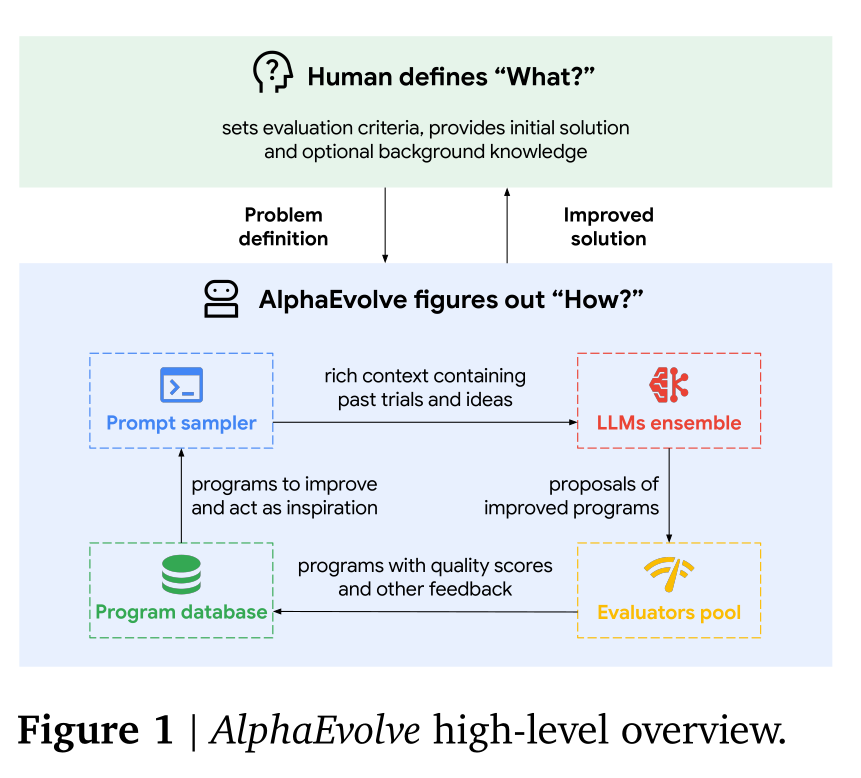 Human defines “What?”
sets evaluation criteria, provides initial solution
and optional background knowledge
Problem
definition
Improved
solution
AlphaEvolve figures out “How?”
Prompt sampler
rich context containing
past trials and ideas
LLMs ensemble
programs to improve
and act as inspiration
proposals of
improved programs
Program database
programs with quality scores
and other feedback
Evaluators pool
Figure 1 | AlphaEvolve high-level overview.